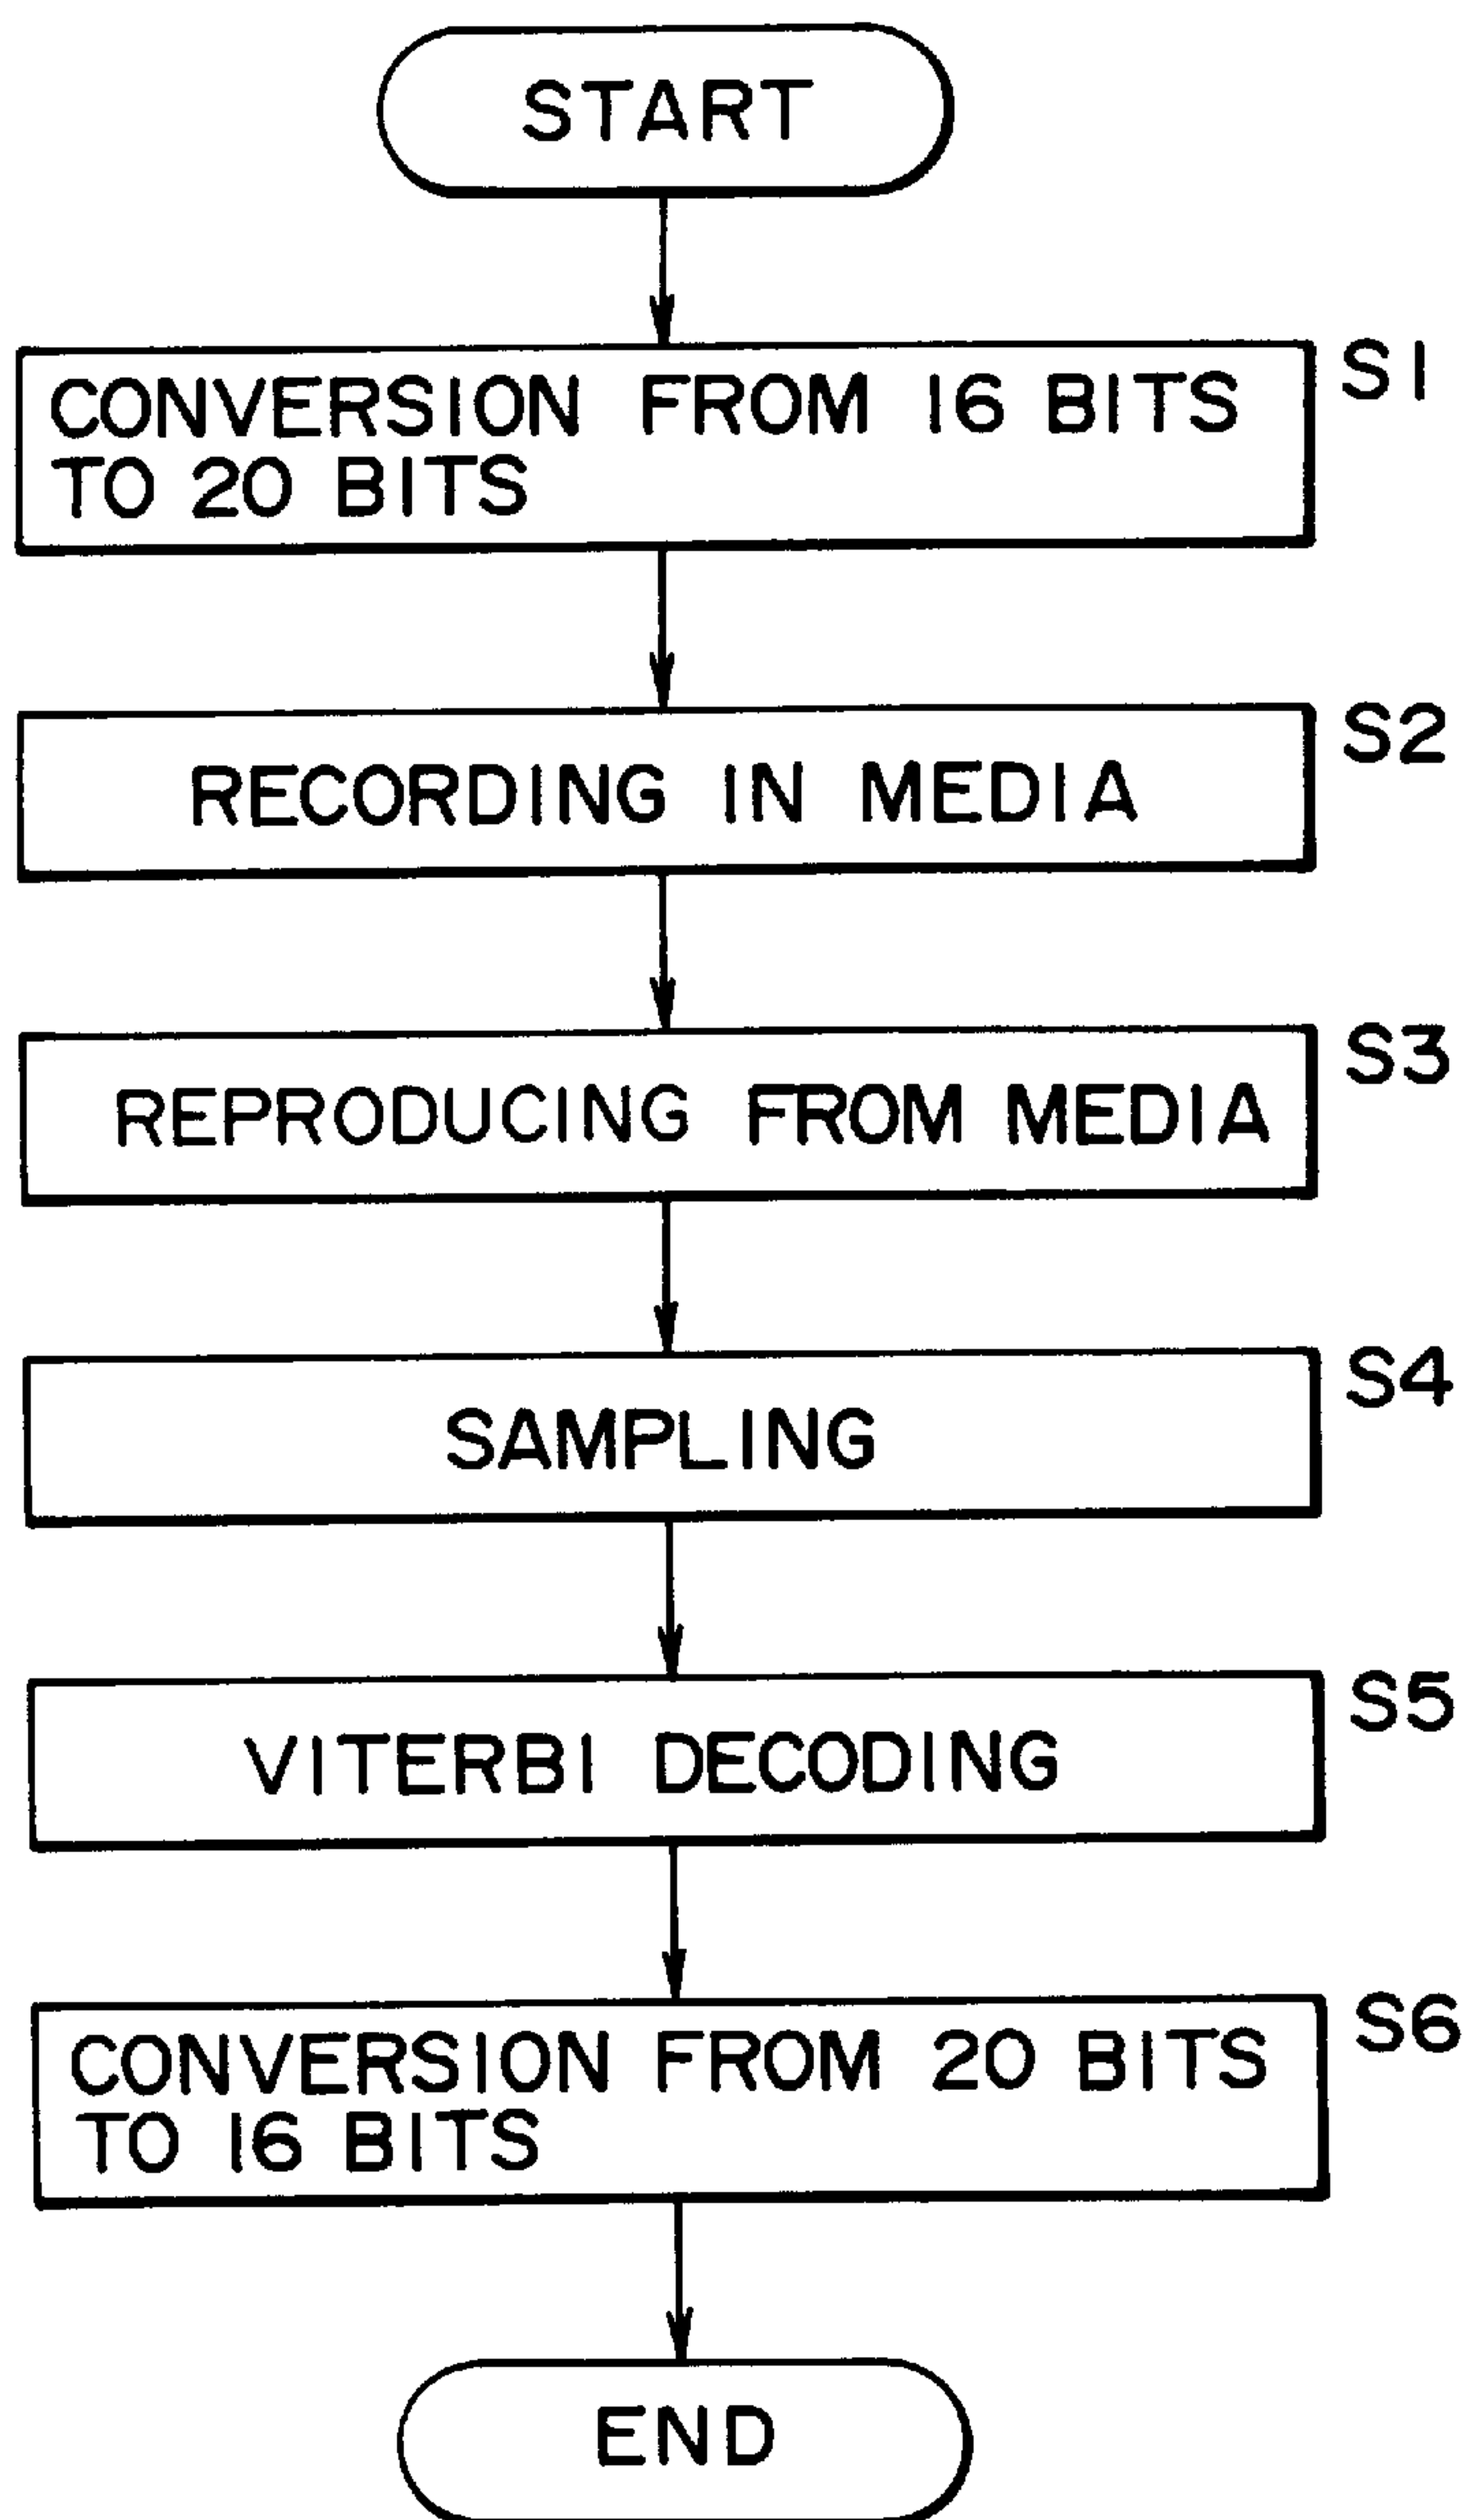 START
S1
CONVERSION FROM 16 BITS
TO 20 BITS
S2
RECORDING IN MEDIA
S3
REPRODUCING FROM MEDIA
S4
SAMPLING
S5
VITERBI DECODING
S6
CONVERSION FROM 20 BITS
TO 16 BITS
END